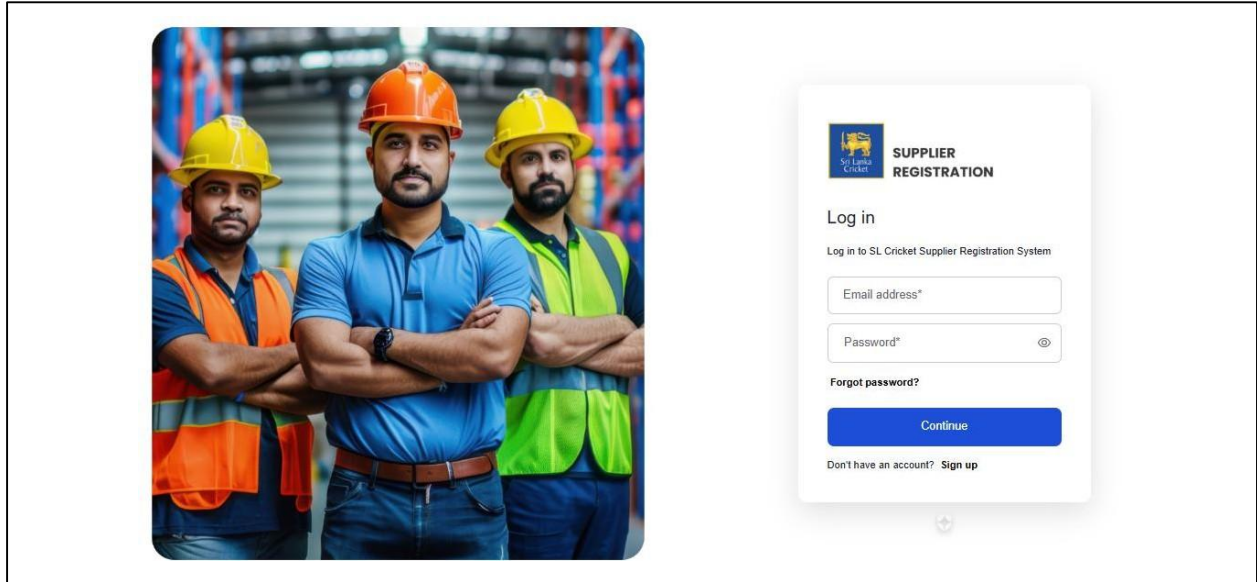 Sri Lanka
Cricket
SUPPLIER
REGISTRATION
Log in
Log in to SL Cricket Supplier Registration System
Email address*
Password*
Forgot password?
Continue
Don't have an account? Sign up